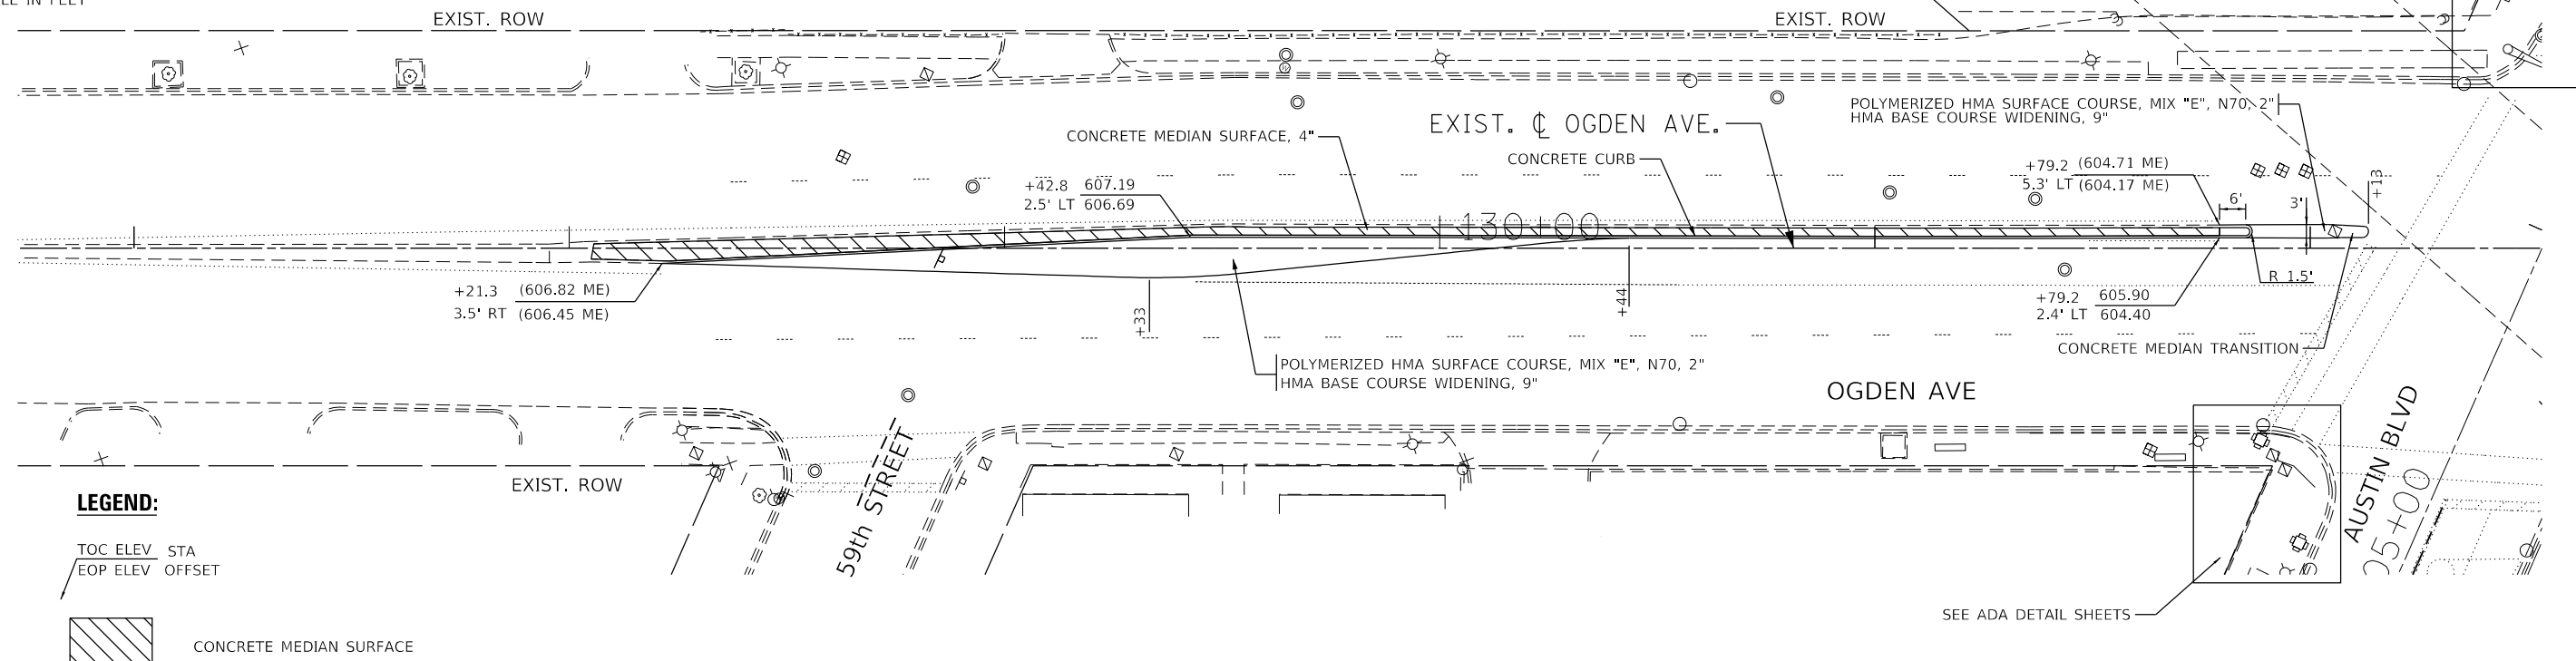 LE IN FEET
EXIST. ROW
EXIST. ROW
POLYMERIZED HMA SURFACE COURSE, MIX "E", N70, 2"
HMA BASE COURSE WIDENING, 9"
EXIST. ℄ OGDEN AVE.
CONCRETE MEDIAN SURFACE, 4"
CONCRETE CURB
+79.2 (604.71 ME)
5.3' LT (604.17 ME)
+42.8 607.19
2.5' LT 606.69
6'
3'
+13
130+00
R 1.5'
+21.3 (606.82 ME)
3.5' RT (606.45 ME)
+33
+44
+79.2 605.90
2.4' LT 604.40
CONCRETE MEDIAN TRANSITION
POLYMERIZED HMA SURFACE COURSE, MIX "E", N70, 2"
HMA BASE COURSE WIDENING, 9"
OGDEN AVE
59th STREET
AUSTIN BLVD
05+00
EXIST. ROW
LEGEND:
TOC ELEV STA
EOP ELEV OFFSET
SEE ADA DETAIL SHEETS
CONCRETE MEDIAN SURFACE